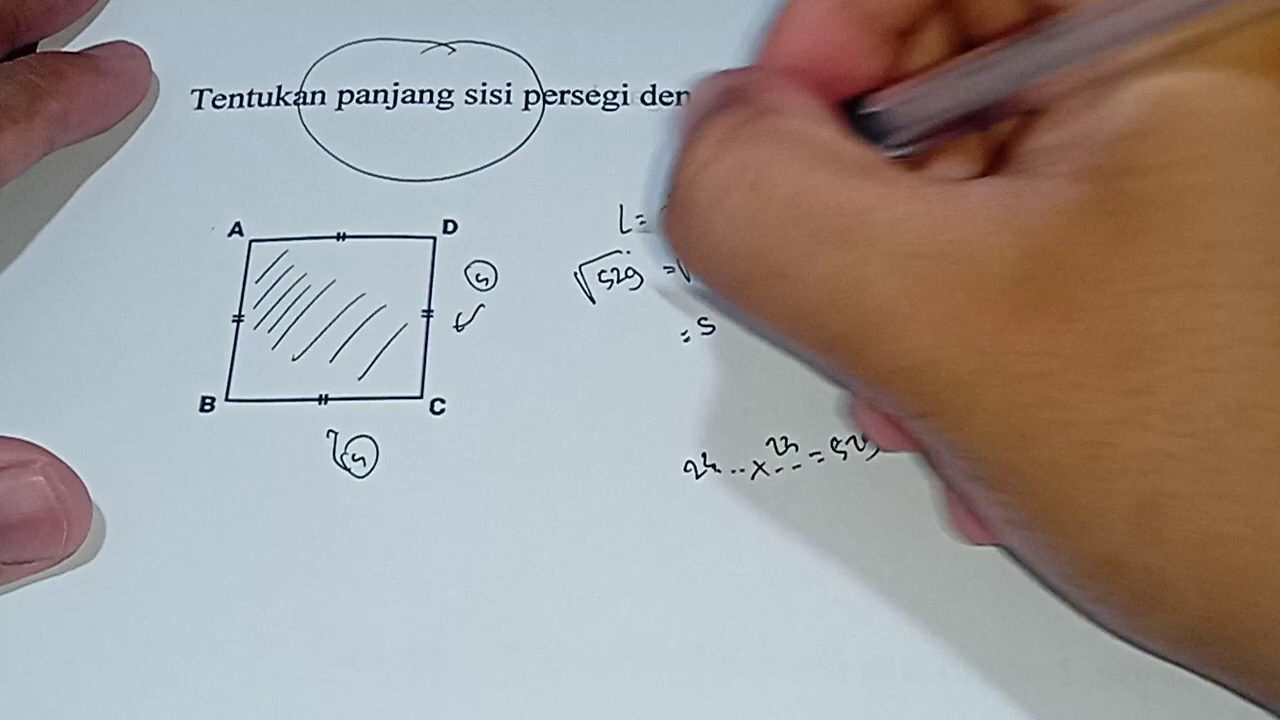 Tentukan panjang sisi persegi den
A
D
L =
s
√529 = √
= s
B
C
s
23.. x 23.. = 529